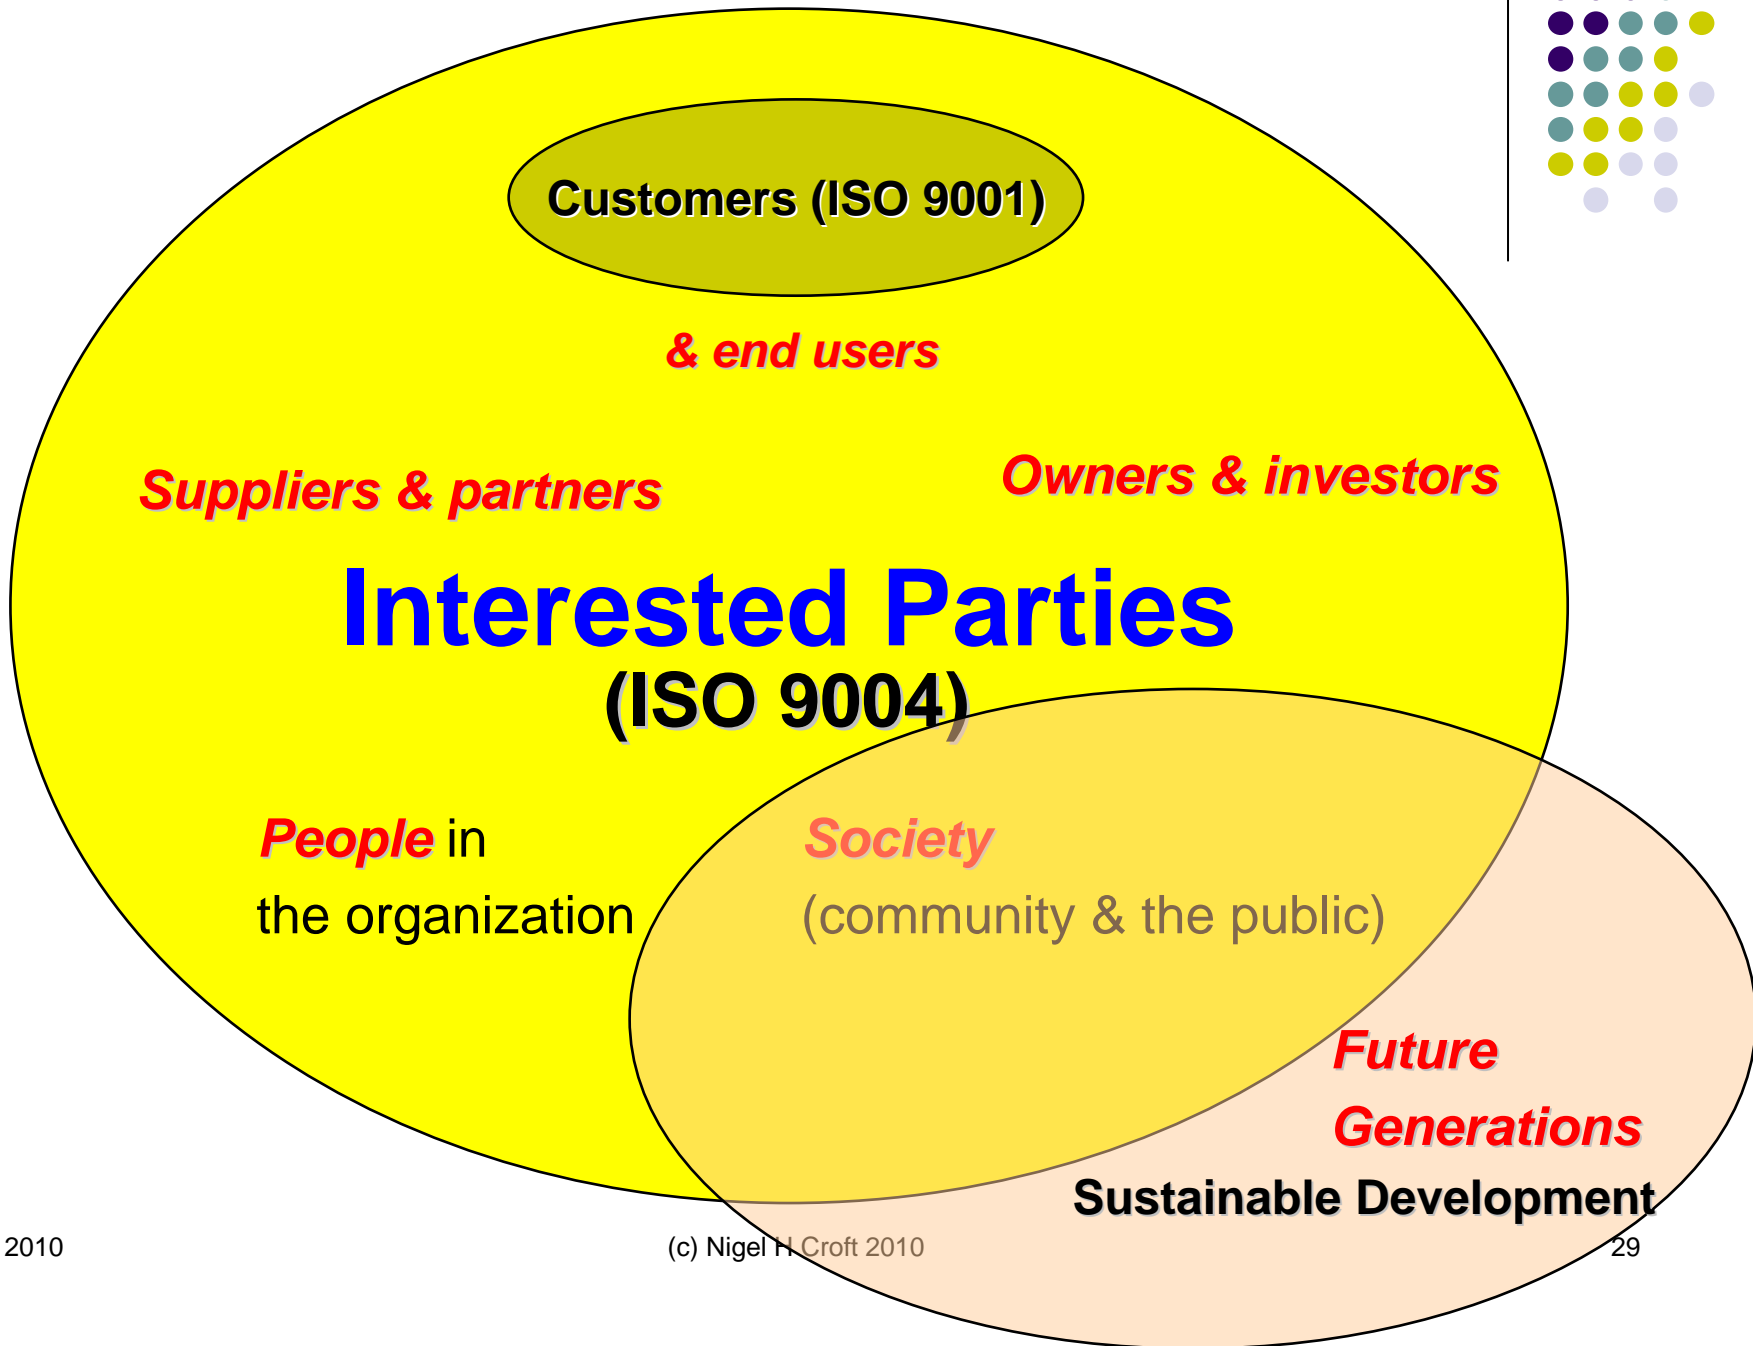 Customers (ISO 9001)
& end users
Suppliers & partners
Owners & investors
Interested Parties
(ISO 9004)
People in
the organization
Society
(community & the public)
Future
Generations
Sustainable Development
2010
(c) Nigel H Croft 2010
29